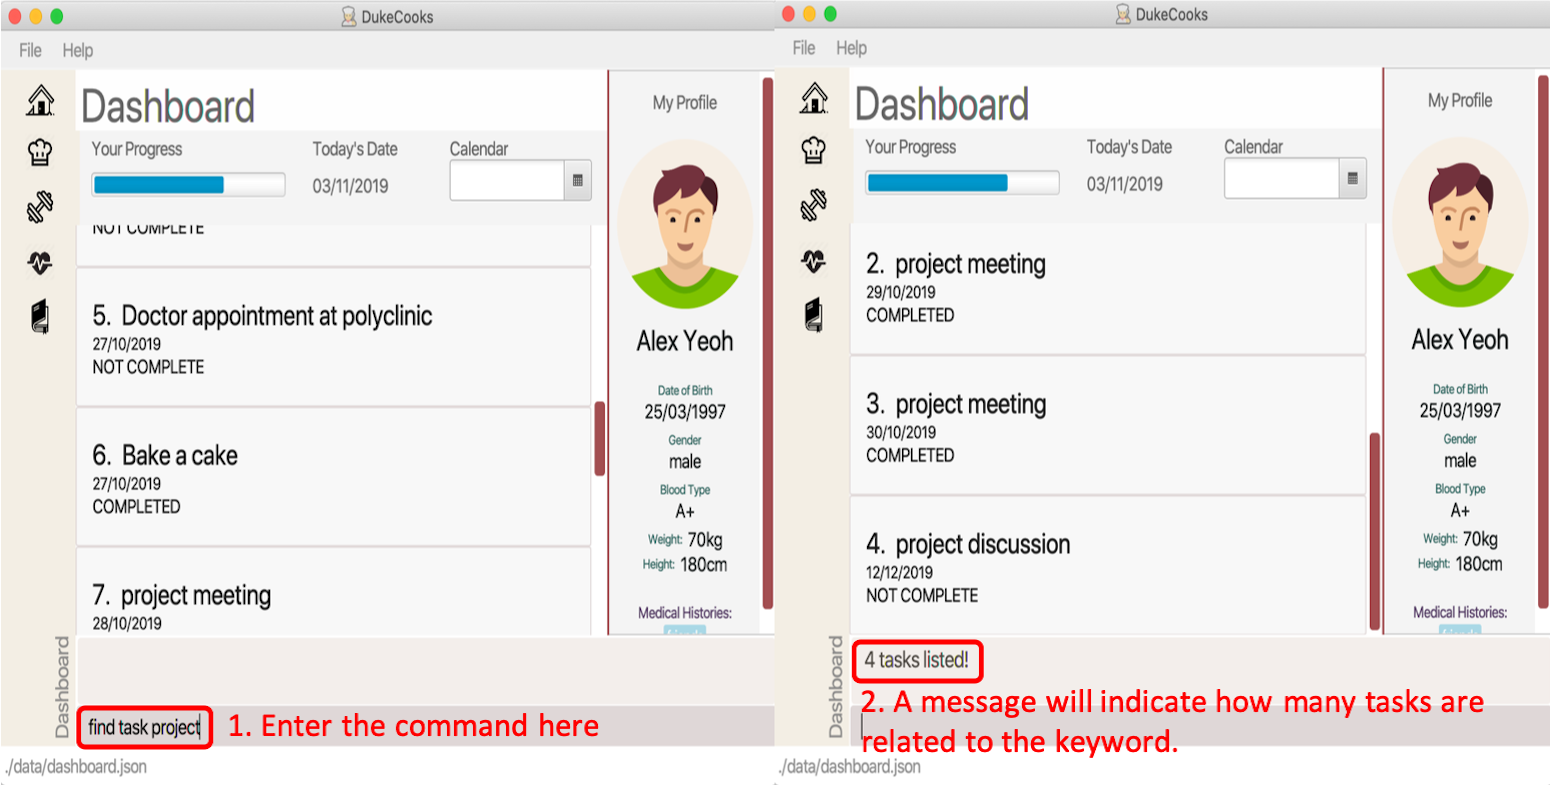 DukeCooks
File Help
Dashboard
Your Progress
Today's Date
Calendar
03/11/2019
NOT COMPLETE
5. Doctor appointment at polyclinic
27/10/2019
NOT COMPLETE
6. Bake a cake
27/10/2019
COMPLETED
7. project meeting
28/10/2019
My Profile
Alex Yeoh
Date of Birth
25/03/1997
Gender
male
Blood Type
A+
Weight: 70kg
Height: 180cm
Medical Histories:
Dashboard
find task project
1. Enter the command here
./data/dashboard.json
DukeCooks
File Help
Dashboard
Your Progress
Today's Date
Calendar
03/11/2019
2. project meeting
29/10/2019
COMPLETED
3. project meeting
30/10/2019
COMPLETED
4. project discussion
12/12/2019
NOT COMPLETE
My Profile
Alex Yeoh
Date of Birth
25/03/1997
Gender
male
Blood Type
A+
Weight: 70kg
Height: 180cm
Medical Histories:
Dashboard
4 tasks listed!
2. A message will indicate how many tasks are
related to the keyword.
./data/dashboard.json